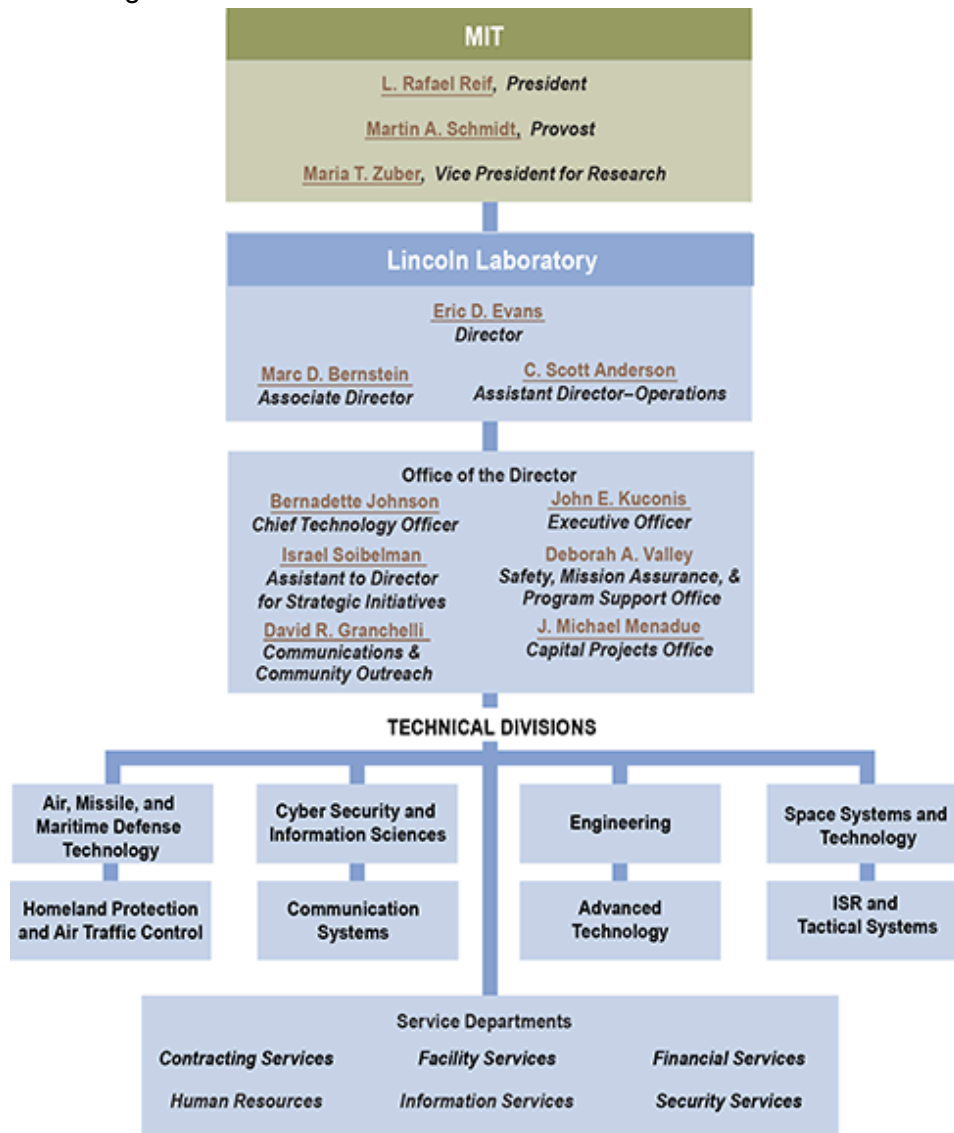 MIT
L. Rafael Reif, President
Martin A. Schmidt, Provost
Maria T. Zuber, Vice President for Research
Lincoln Laboratory
Eric D. Evans
Director
Marc D. Bernstein
Associate Director
C. Scott Anderson
Assistant Director–Operations
Office of the Director
Bernadette Johnson
Chief Technology Officer
John E. Kuconis
Executive Officer
Israel Soibelman
Assistant to Director
for Strategic Initiatives
Deborah A. Valley
Safety, Mission Assurance, &
Program Support Office
David R. Granchelli
Communications &
Community Outreach
J. Michael Menadue
Capital Projects Office
TECHNICAL DIVISIONS
Air, Missile, and
Maritime Defense
Technology
Cyber Security and
Information Sciences
Engineering
Space Systems and
Technology
Homeland Protection
and Air Traffic Control
Communication
Systems
Advanced
Technology
ISR and
Tactical Systems
Service Departments
Contracting Services
Facility Services
Financial Services
Human Resources
Information Services
Security Services